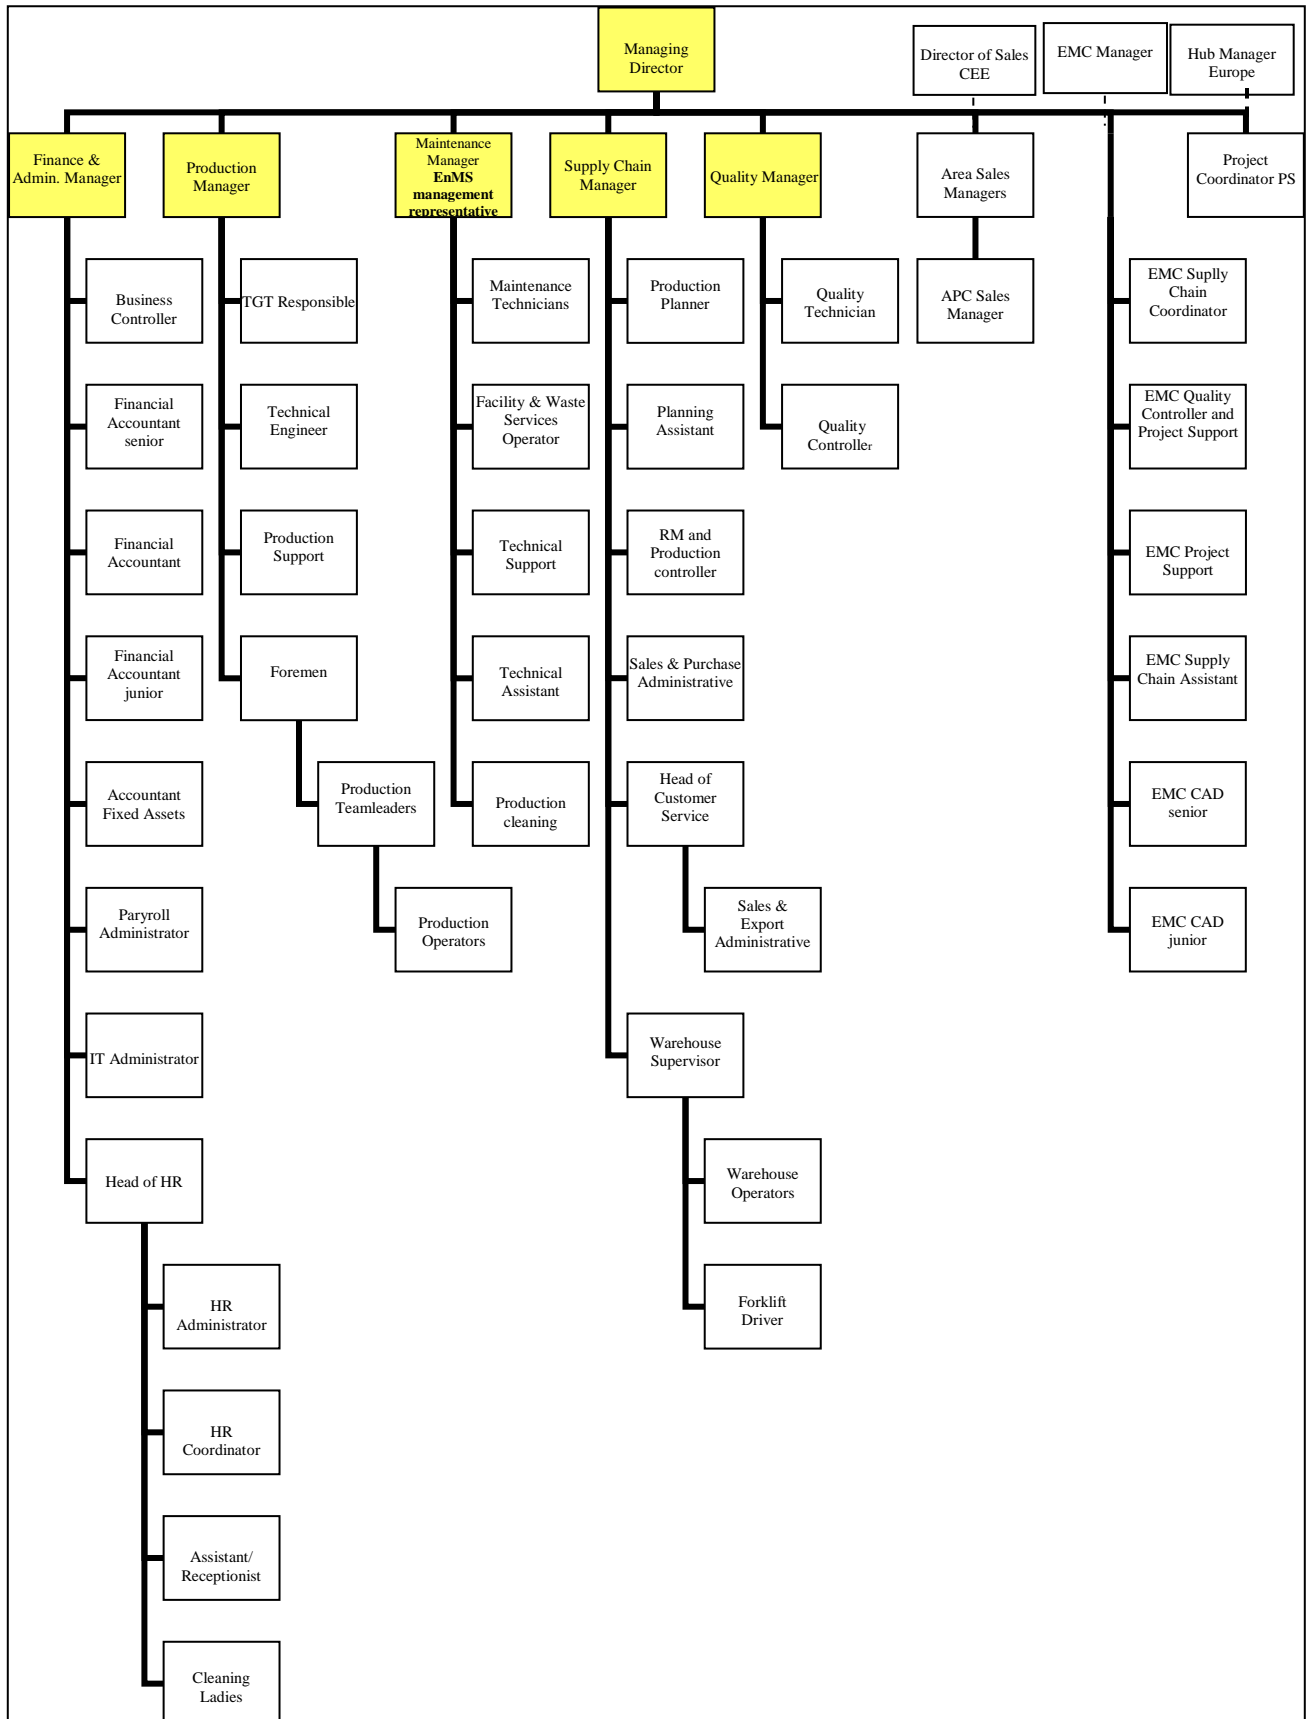 Managing
Director
Director of Sales
CEE
EMC Manager
Hub Manager
Europe
Finance &
Admin. Manager
Production
Manager
Maintenance
Manager
EnMS
management
representative
Supply Chain
Manager
Quality Manager
Area Sales
Managers
Project
Coordinator PS
Business
Controller
TGT Responsible
Maintenance
Technicians
Production
Planner
Quality
Technician
APC Sales
Manager
EMC Suplly
Chain
Coordinator
Financial
Accountant
senior
Technical
Engineer
Facility & Waste
Services
Operator
Planning
Assistant
Quality
Controller
EMC Quality
Controller and
Project Support
Financial
Accountant
Production
Support
Technical
Support
RM and
Production
controller
EMC Project
Support
Financial
Accountant
junior
Foremen
Technical
Assistant
Sales & Purchase
Administrative
EMC Supply
Chain Assistant
Accountant
Fixed Assets
Production
Teamleaders
Production
cleaning
Head of
Customer
Service
EMC CAD
senior
Paryroll
Administrator
Production
Operators
Sales &
Export
Administrative
EMC CAD
junior
IT Administrator
Warehouse
Supervisor
Head of HR
Warehouse
Operators
HR
Administrator
Forklift
Driver
HR
Coordinator
Assistant/
Receptionist
Cleaning
Ladies